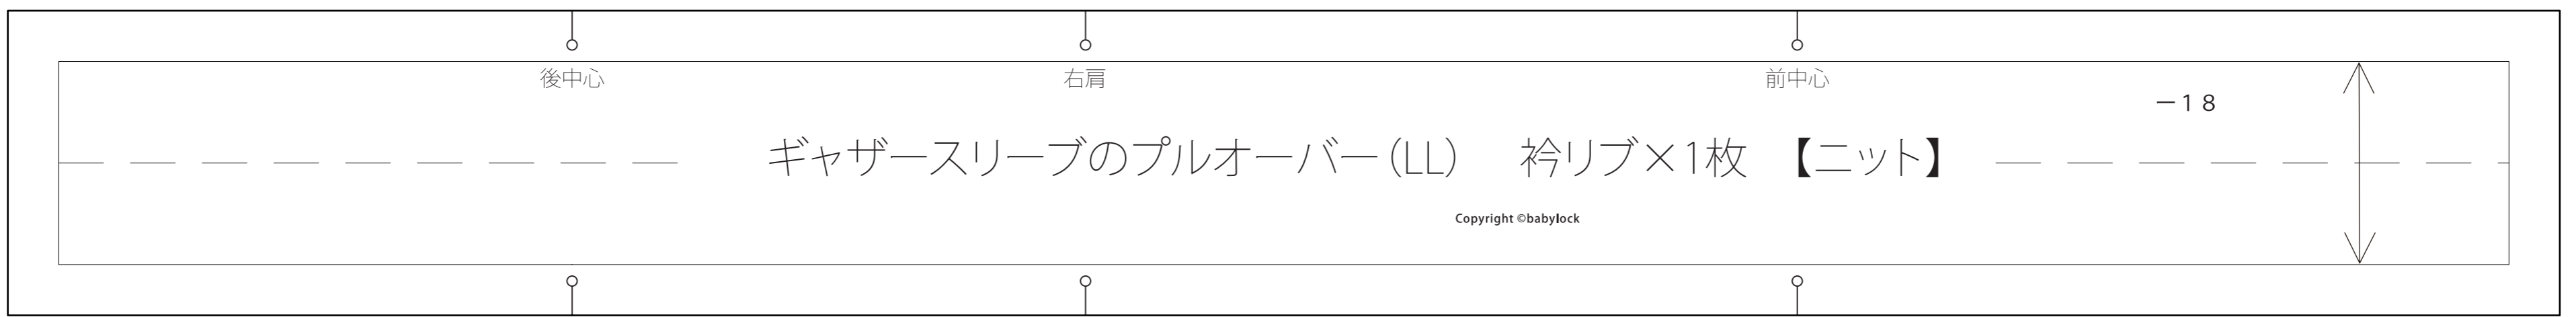 後中心
右肩
前中心
－１８
ギャザースリーブのプルオーバー（LL）　衿リブ×1枚　【ニット】
Copyright ©babylock